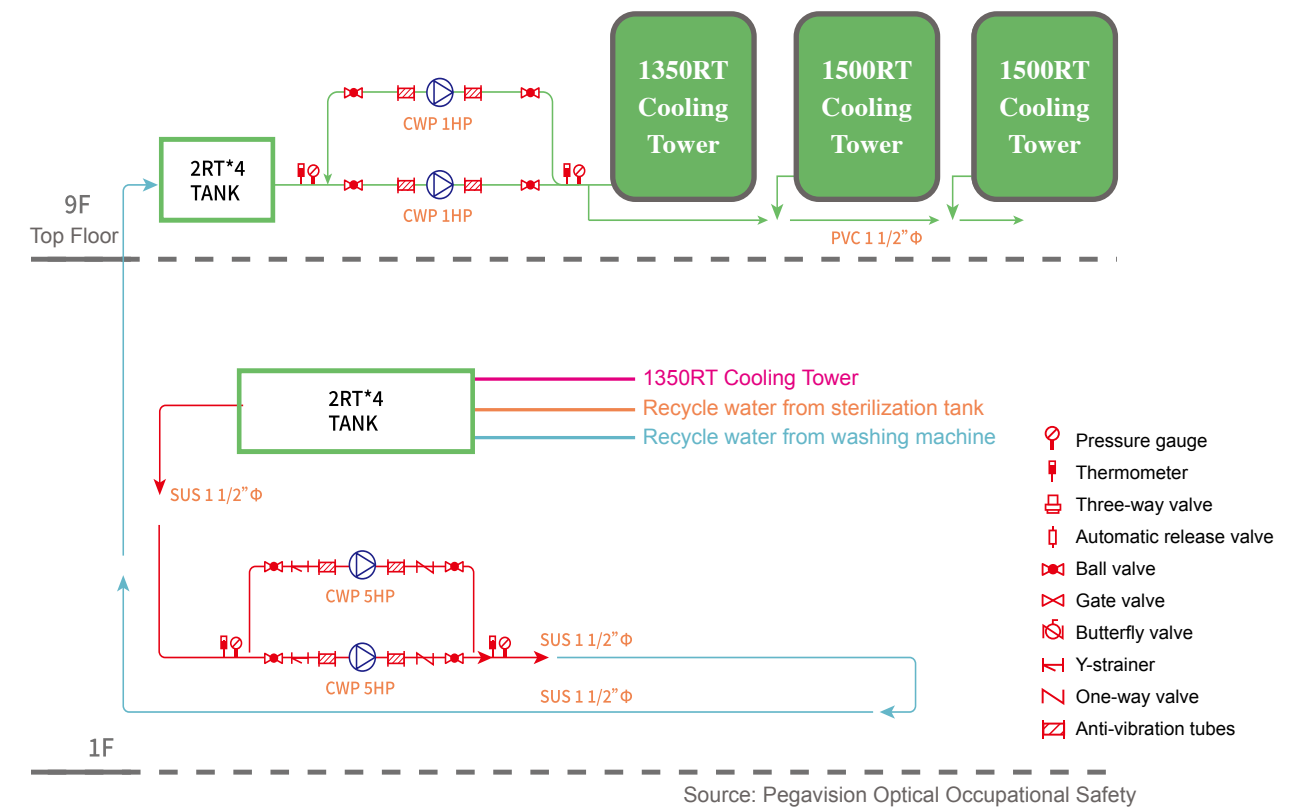 1350RT
Cooling
Tower
1500RT
Cooling
Tower
1500RT
Cooling
Tower
CWP 1HP
2RT*4
TANK
CWP 1HP
9F
Top Floor
PVC 1 1/2”Φ
2RT*4
TANK
1350RT Cooling Tower
Recycle water from sterilization tank
Recycle water from washing machine
SUS 1 1/2”Φ
CWP 5HP
SUS 1 1/2”Φ
CWP 5HP
SUS 1 1/2”Φ
1F
Pressure gauge
Thermometer
Three-way valve
Automatic release valve
Ball valve
Gate valve
Butterfly valve
Y-strainer
One-way valve
Anti-vibration tubes
Source: Pegavision Optical Occupational Safety